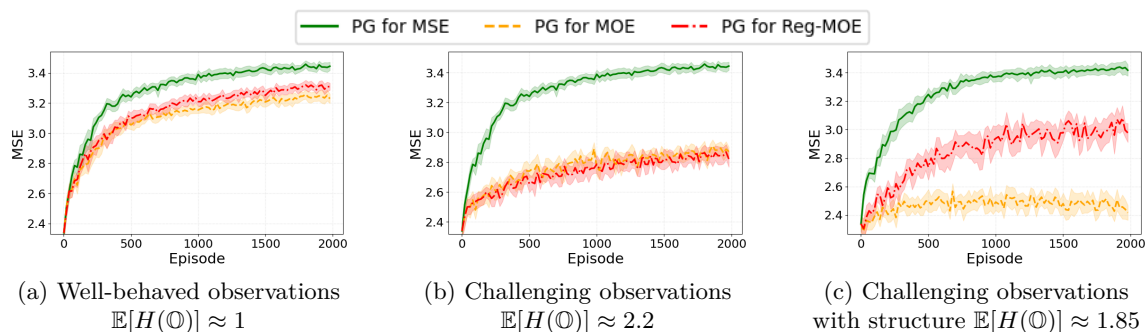 PG for MSE PG for MOE PG for Reg-MOE
3.4
3.2
3.0
2.8
2.6
2.4
MSE
0 500 1000 1500 2000
Episode
(a) Well-behaved observations
𝔼[H(𝕆)] ≈ 1
3.4
3.2
3.0
2.8
2.6
2.4
MSE
0 500 1000 1500 2000
Episode
(b) Challenging observations
𝔼[H(𝕆)] ≈ 2.2
3.4
3.2
3.0
2.8
2.6
2.4
MSE
0 500 1000 1500 2000
Episode
(c) Challenging observations
with structure 𝔼[H(𝕆)] ≈ 1.85